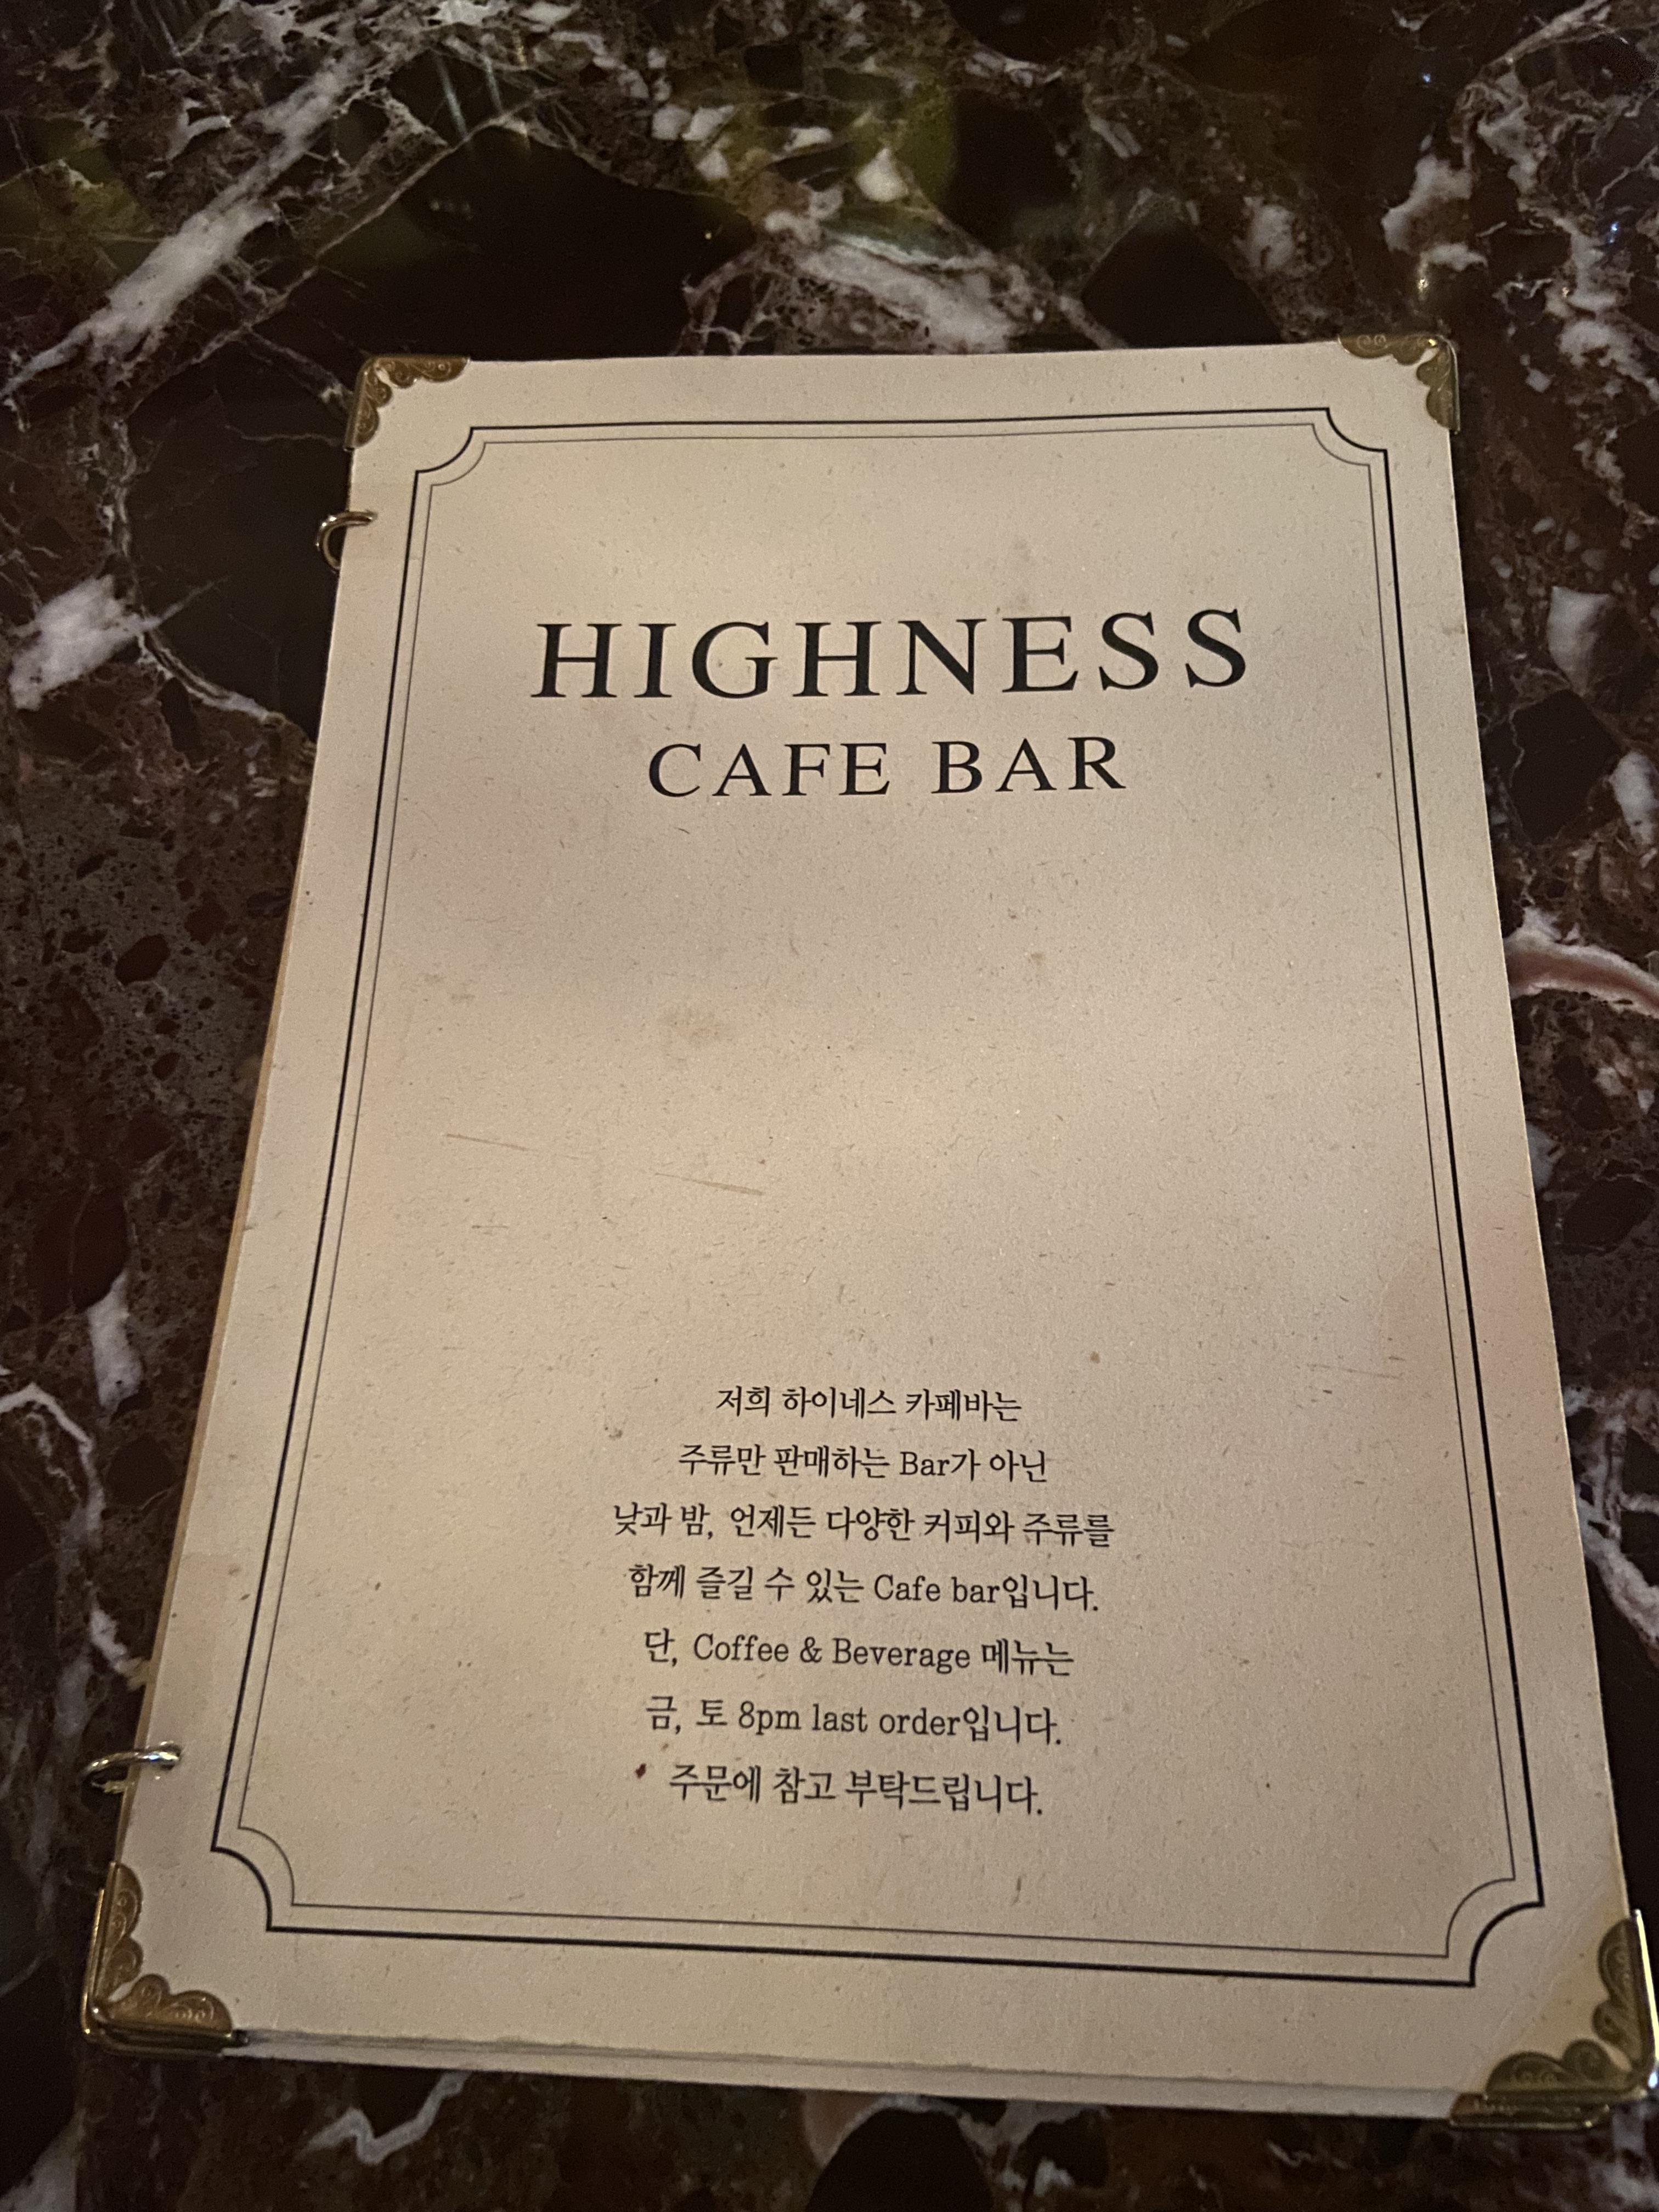 HIGHNESS
CAFE BAR
저희 하이네스 카페바는
주류만 판매하는 Bar가 아닌
낮과 밤, 언제든 다양한 커피와 주류를
함께 즐길 수 있는 Cafe bar입니다.
단, Coffee & Beverage 메뉴는
금, 토 8pm last order입니다.
주문에 참고 부탁드립니다.